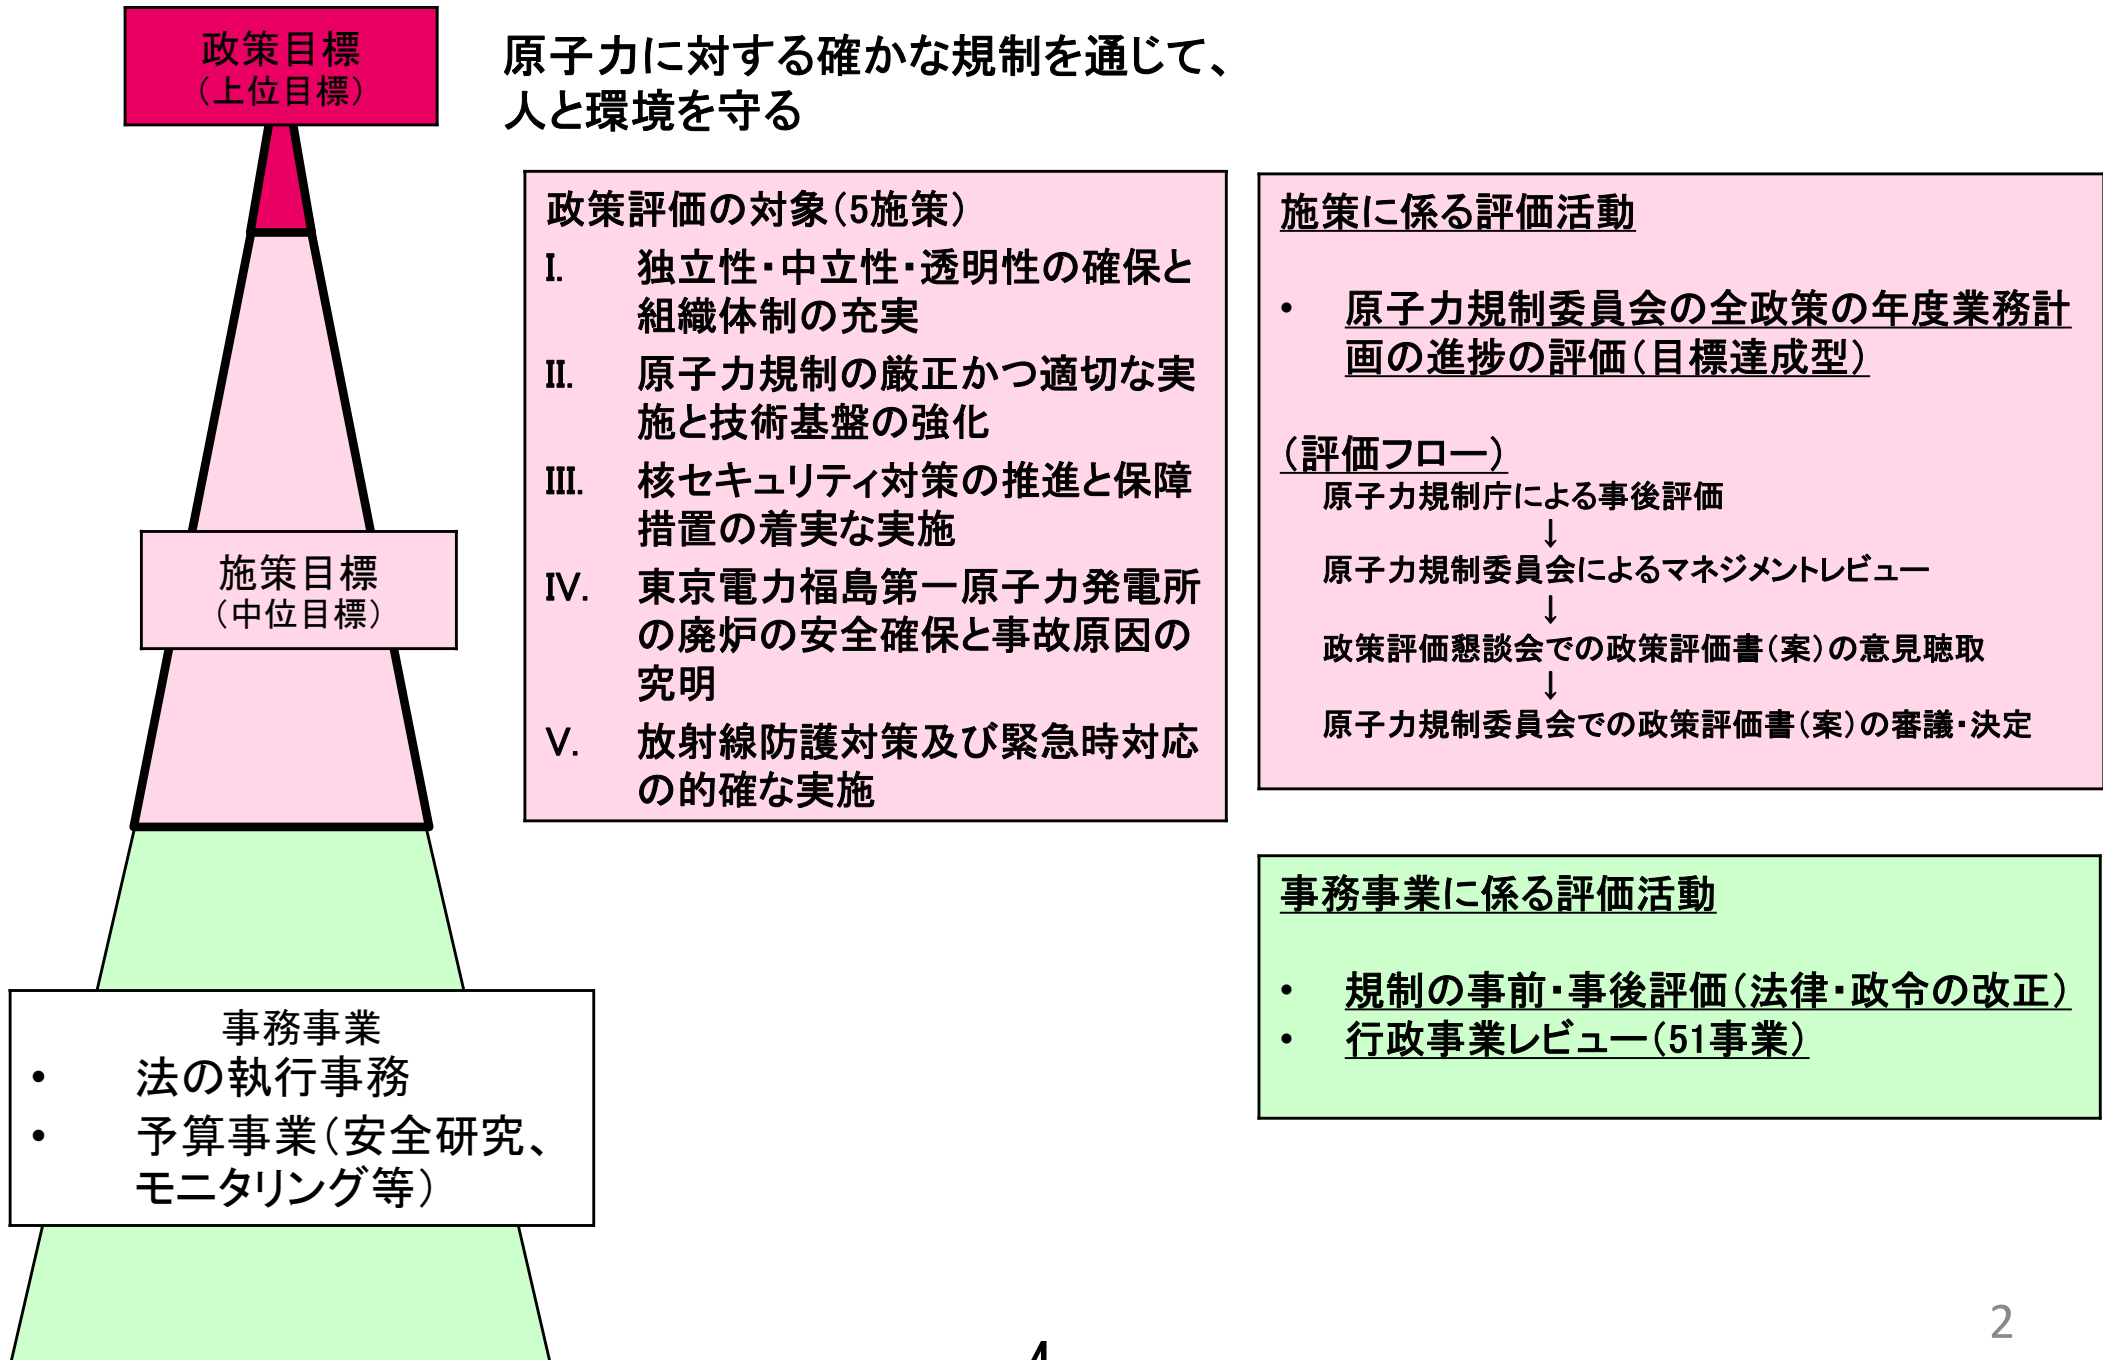 政策目標
（上位目標）
原子力に対する確かな規制を通じて、
人と環境を守る
政策評価の対象（5施策）
I. 独立性・中立性・透明性の確保と
組織体制の充実
II. 原子力規制の厳正かつ適切な実
施と技術基盤の強化
III. 核セキュリティ対策の推進と保障
措置の着実な実施
IV. 東京電力福島第一原子力発電所
の廃炉の安全確保と事故原因の
究明
V. 放射線防護対策及び緊急時対応
の的確な実施
施策に係る評価活動
• 原子力規制委員会の全政策の年度業務計
画の進捗の評価（目標達成型）
（評価フロー）
原子力規制庁による事後評価
↓
原子力規制委員会によるマネジメントレビュー
↓
政策評価懇談会での政策評価書（案）の意見聴取
↓
原子力規制委員会での政策評価書（案）の審議・決定
施策目標
（中位目標）
事務事業に係る評価活動
• 規制の事前・事後評価（法律・政令の改正）
• 行政事業レビュー（51事業）
事務事業
• 法の執行事務
• 予算事業（安全研究、
モニタリング等）
2
4